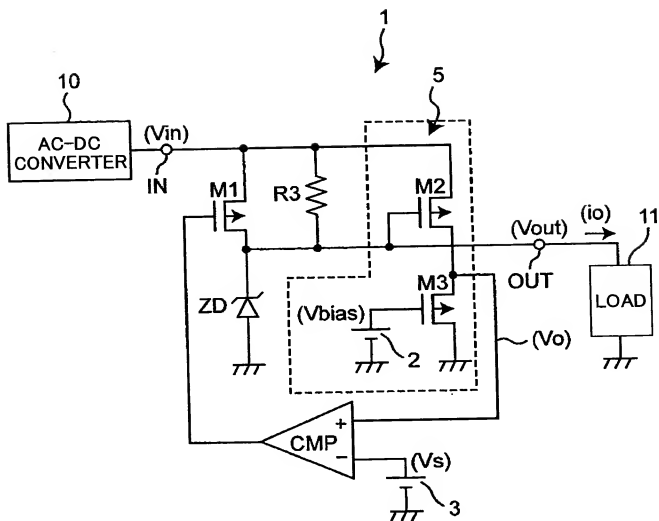 1
10
5
AC-DC
CONVERTER
(Vin)
IN
M1
R3
M2
(Vout)
(io)
11
OUT
LOAD
ZD
M3
(Vbias)
2
(Vo)
CMP
+
−
(Vs)
3